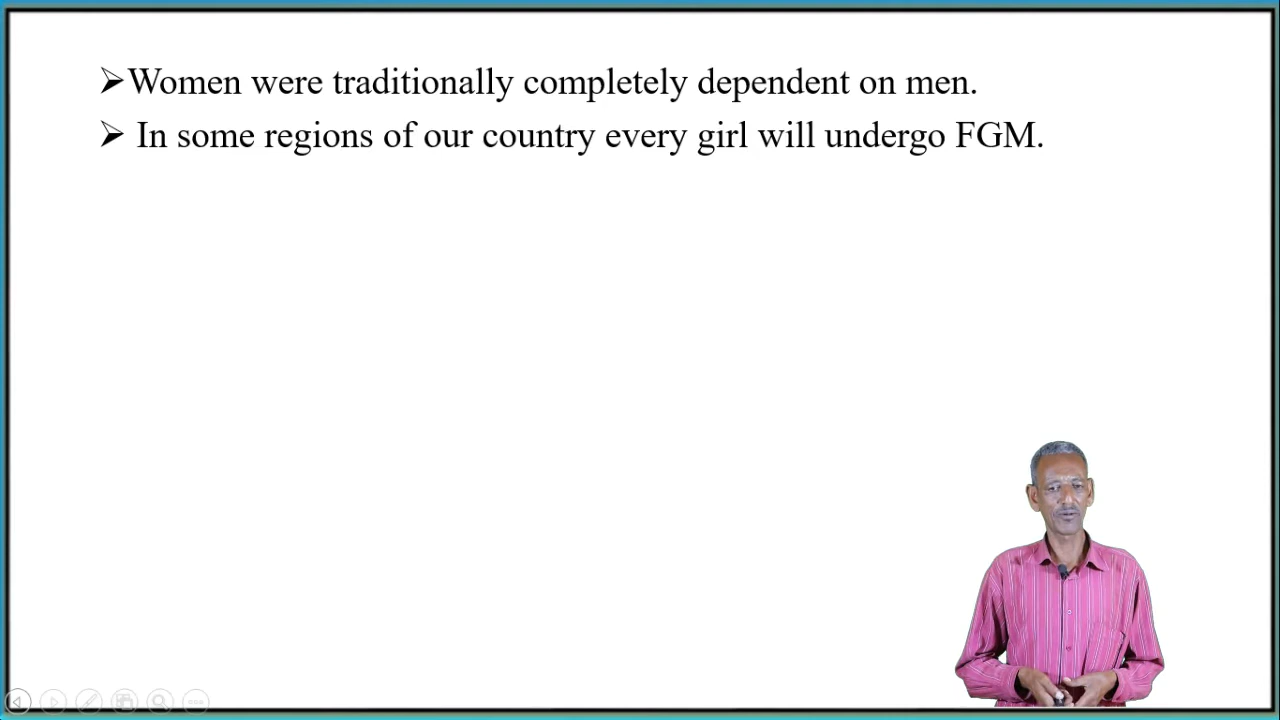 ➢Women were traditionally completely dependent on men.
➢ In some regions of our country every girl will undergo FGM.